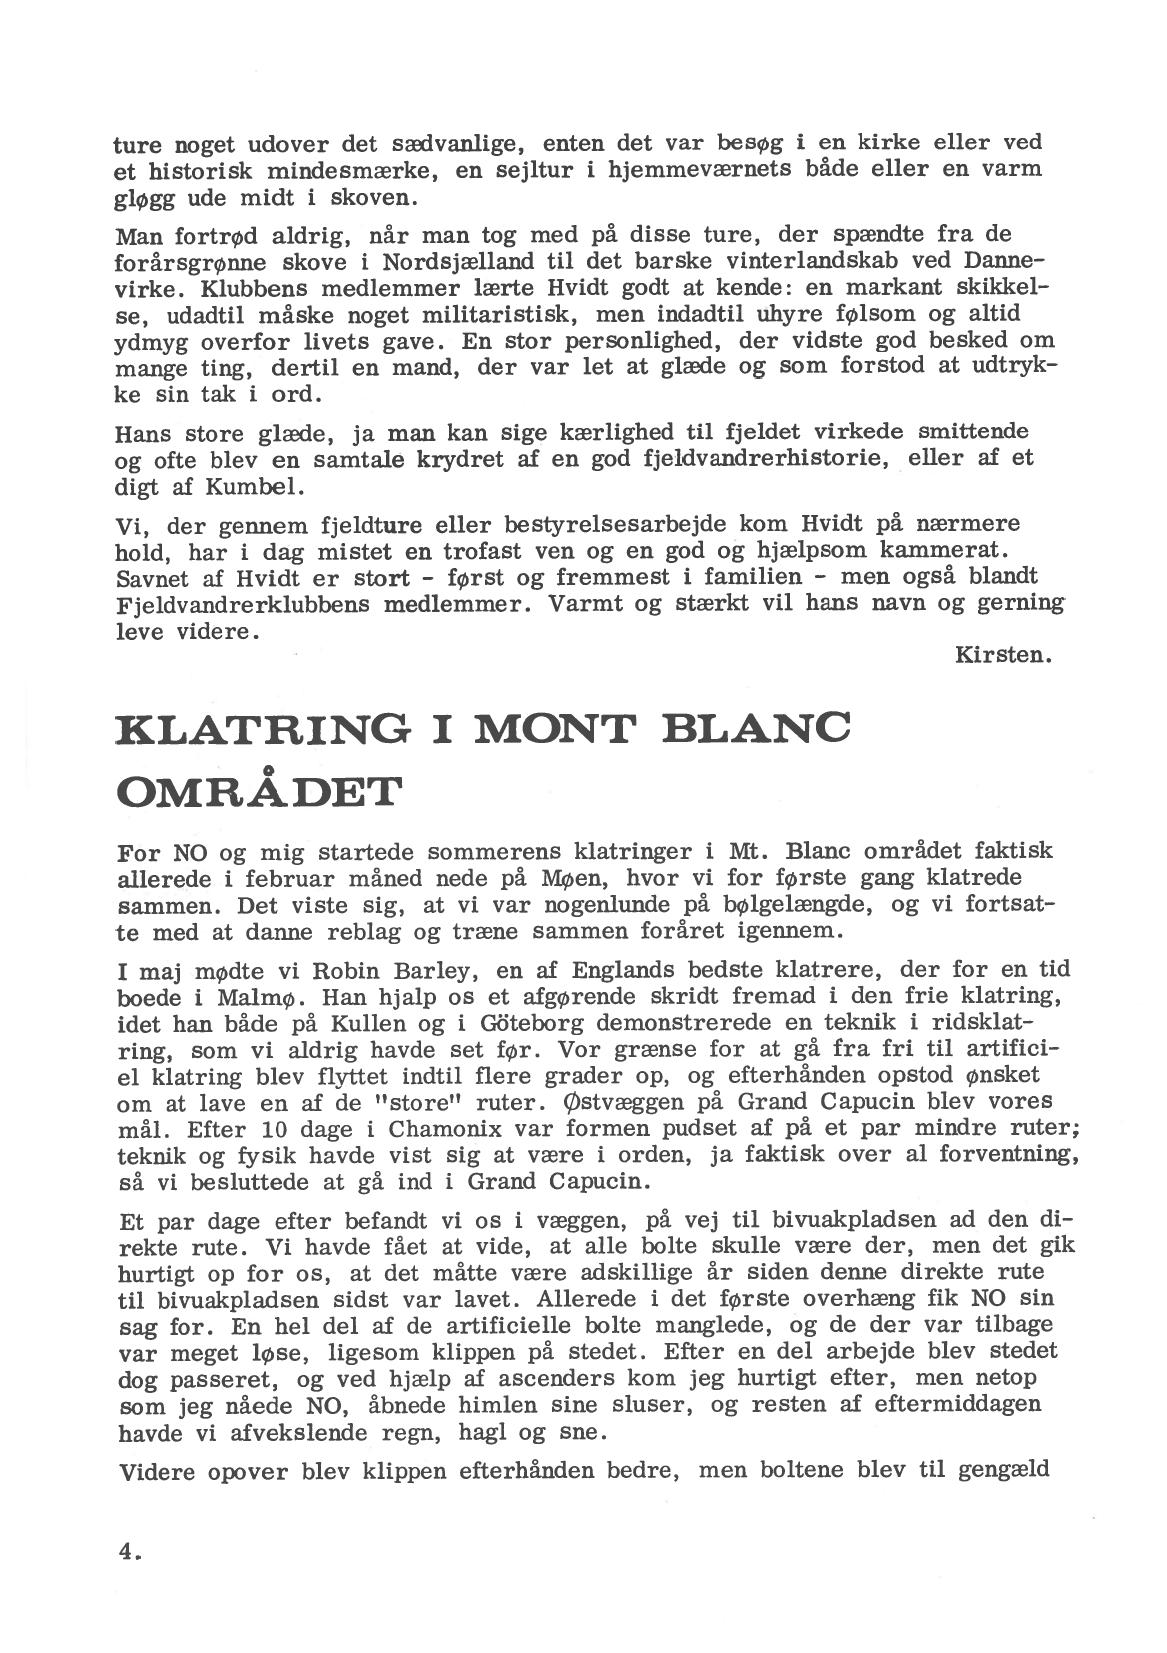 ture noget udover det sædvanlige, enten det var besøg i en kirke eller ved
et historisk mindesmærke, en sejltur i hjemmeværnets både eller en varm
gløgg ude midt i skoven.
Man fortrød aldrig, når man tog med på disse ture, der spændte fra de
forårsgrønne skove i Nordsjælland til det barske vinterlandskab ved Danne-
virke. Klubbens medlemmer lærte Hvidt godt at kende: en markant skikkel-
se, udadtil måske noget militaristisk, men indadtil uhyre følsom og altid
ydmyg overfor livets gave. En stor personlighed, der vidste god besked om
mange ting, dertil en mand, der var let at glæde og som forstod at udtryk-
ke sin tak i ord.
Hans store glæde, ja man kan sige kærlighed til fjeldet virkede smittende
og ofte blev en samtale krydret af en god fjeldvandrerhistorie, eller af et
digt af Kumbel.
Vi, der gennem fjeldture eller bestyrelsesarbejde kom Hvidt på nærmere
hold, har i dag mistet en trofast ven og en god og hjælpsom kammerat.
Savnet af Hvidt er stort - først og fremmest i familien - men også blandt
Fjeldvandrerklubbens medlemmer. Varmt og stærkt vil hans navn og gerning
leve videre.
Kirsten.
KLATRING I MONT BLANC
OMRÅDET
For NO og mig startede sommerens klatringer i Mt. Blanc området faktisk
allerede i februar måned nede på Møen, hvor vi for første gang klatrede
sammen. Det viste sig, at vi var nogenlunde på bølgelængde, og vi fortsat-
te med at danne reblag og træne sammen foråret igennem.
I maj mødte vi Robin Barley, en af Englands bedste klatrere, der for en tid
boede i Malmø. Han hjalp os et afgørende skridt fremad i den frie klatring,
idet han både på Kullen og i Göteborg demonstrerede en teknik i ridsklat-
ring, som vi aldrig havde set før. Vor grænse for at gå fra fri til artifici-
el klatring blev flyttet indtil flere grader op, og efterhånden opstod ønsket
om at lave en af de "store" ruter. Østvæggen på Grand Capucin blev vores
mål. Efter 10 dage i Chamonix var formen pudset af på et par mindre ruter;
teknik og fysik havde vist sig at være i orden, ja faktisk over al forventning,
så vi besluttede at gå ind i Grand Capucin.
Et par dage efter befandt vi os i væggen, på vej til bivuakpladsen ad den di-
rekte rute. Vi havde fået at vide, at alle bolte skulle være der, men det gik
hurtigt op for os, at det måtte være adskillige år siden denne direkte rute
til bivuakpladsen sidst var lavet. Allerede i det første overhæng fik NO sin
sag for. En hel del af de artificielle bolte manglede, og de der var tilbage
var meget løse, ligesom klippen på stedet. Efter en del arbejde blev stedet
dog passeret, og ved hjælp af ascenders kom jeg hurtigt efter, men netop
som jeg nåede NO, åbnede himlen sine sluser, og resten af eftermiddagen
havde vi afvekslende regn, hagl og sne.
Videre opover blev klippen efterhånden bedre, men boltene blev til gengæld
4.